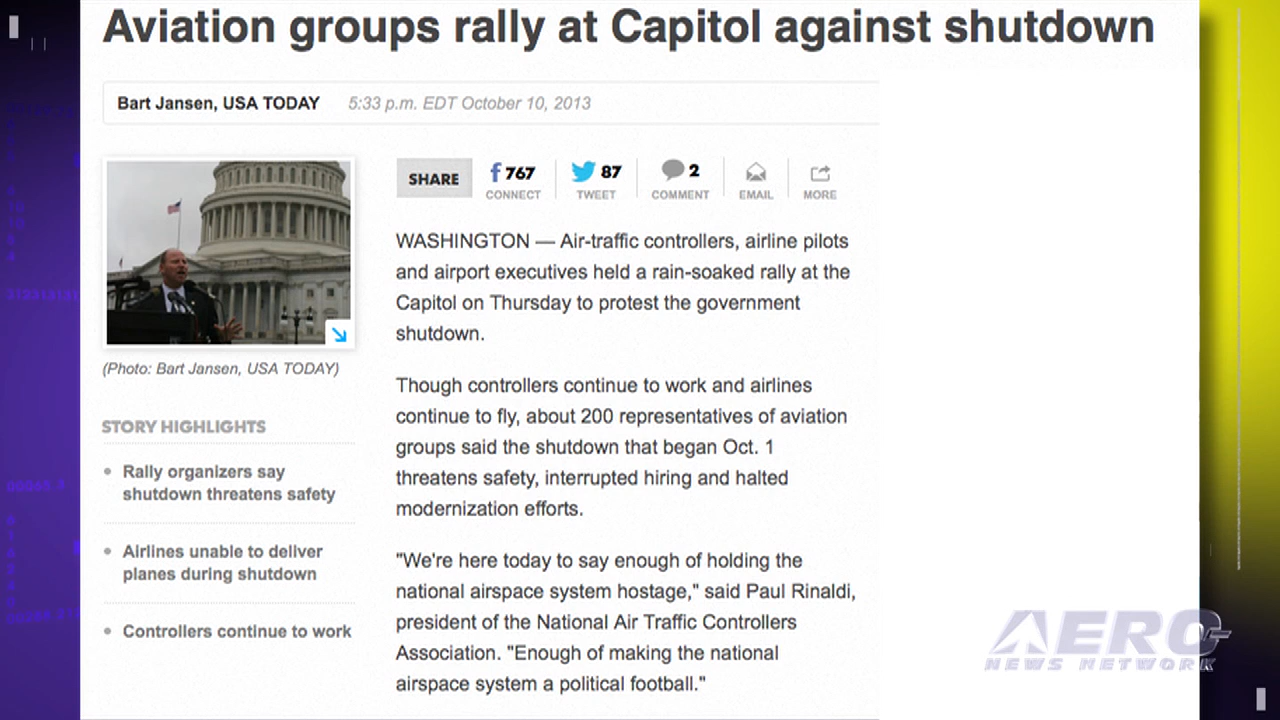 Aviation groups rally at Capitol against shutdown
Bart Jansen, USA TODAY 5:33 p.m. EDT October 10, 2013
SHARE
767
CONNECT
87
TWEET
2
COMMENT
EMAIL
MORE
(Photo: Bart Jansen, USA TODAY)
STORY HIGHLIGHTS
Rally organizers say
shutdown threatens safety
Airlines unable to deliver
planes during shutdown
Controllers continue to work
WASHINGTON — Air-traffic controllers, airline pilots
and airport executives held a rain-soaked rally at the
Capitol on Thursday to protest the government
shutdown.
Though controllers continue to work and airlines
continue to fly, about 200 representatives of aviation
groups said the shutdown that began Oct. 1
threatens safety, interrupted hiring and halted
modernization efforts.
"We're here today to say enough of holding the
national airspace system hostage," said Paul Rinaldi,
president of the National Air Traffic Controllers
Association. "Enough of making the national
airspace system a political football."
AERO
NEWS NETWORK